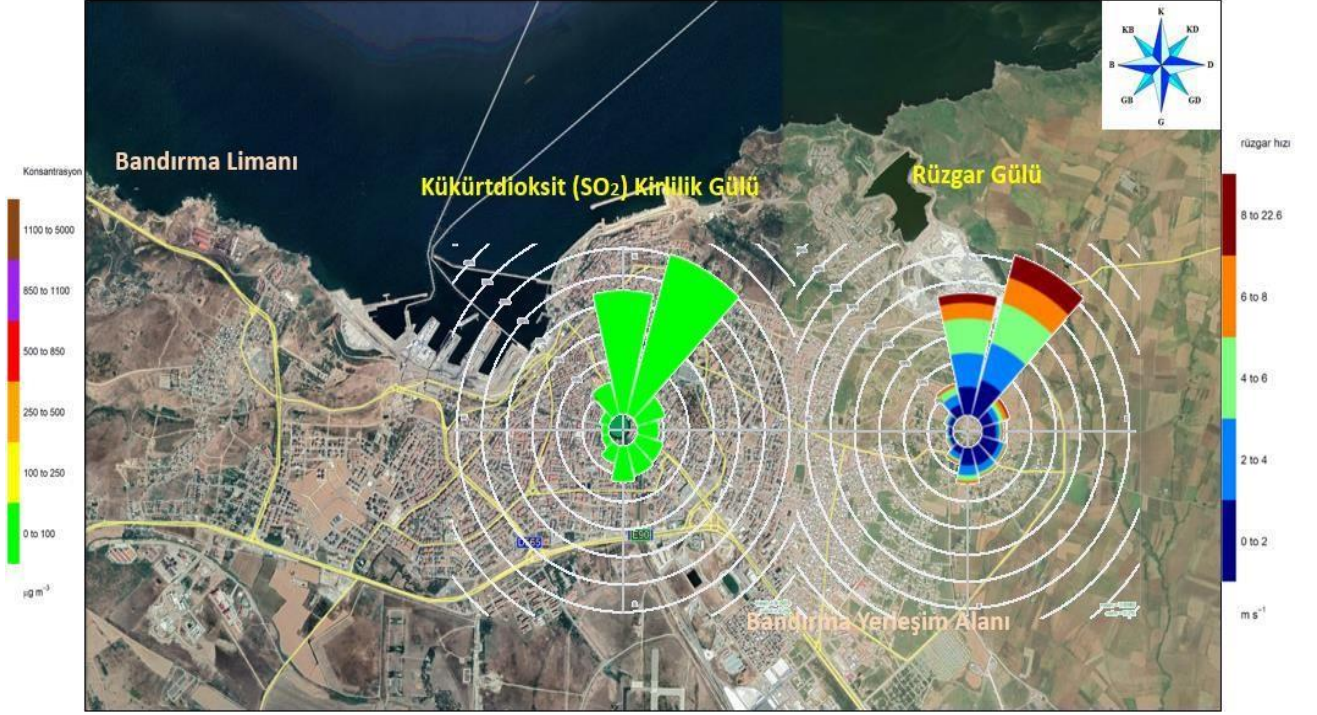 K
KB
KD
B
D
GB
GD
G
Bandırma Limanı
Kükürtdioksit (SO₂) Kirlilik Gülü
Rüzgar Gülü
Konsantrasyon
1100 to 5000
850 to 1100
500 to 850
250 to 500
100 to 250
0 to 100
µg m⁻³
rüzgar hızı
8 to 22.6
6 to 8
4 to 6
2 to 4
0 to 2
m s⁻¹
E90
Bandırma Yerleşim Alanı